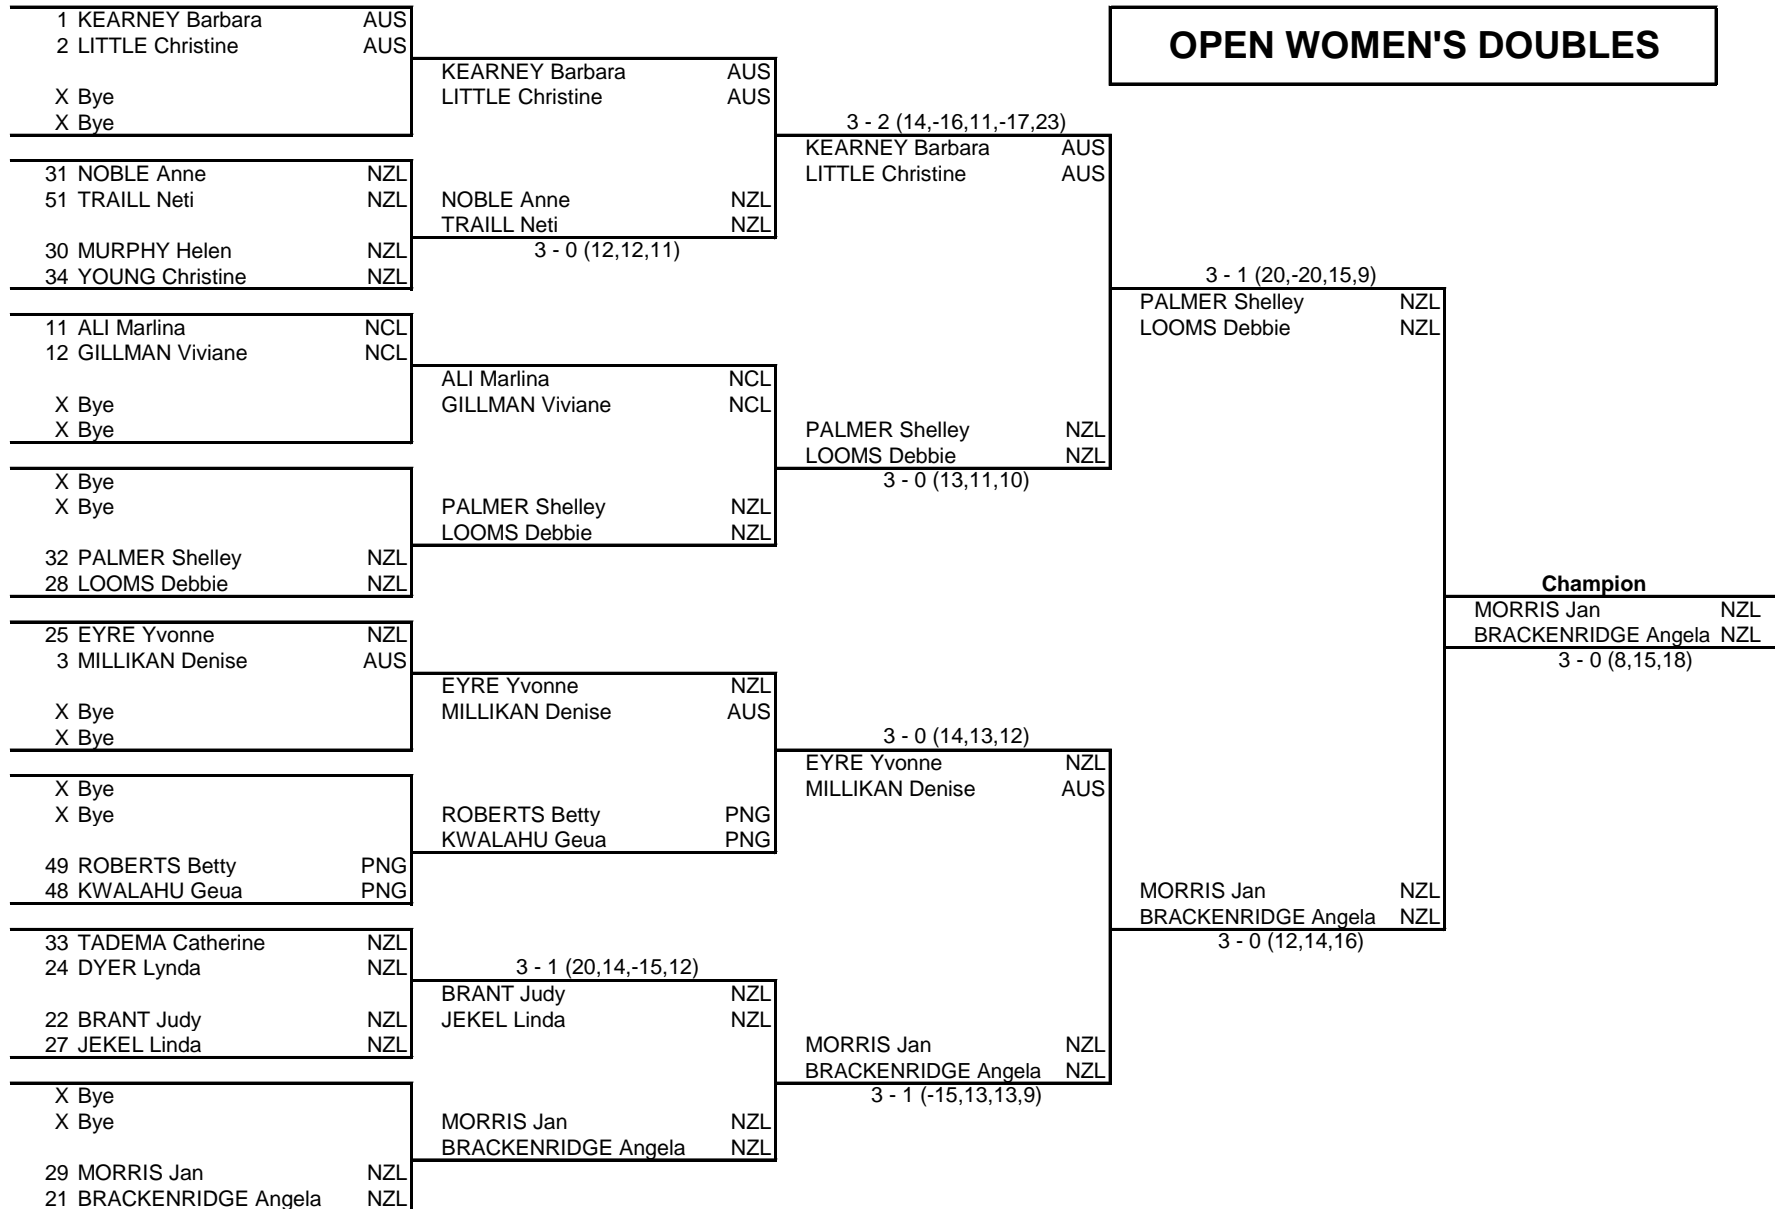 OPEN WOMEN'S DOUBLES
1 KEARNEY Barbara AUS
2 LITTLE Christine AUS
X Bye
X Bye
31 NOBLE Anne NZL
51 TRAILL Neti NZL
30 MURPHY Helen NZL
34 YOUNG Christine NZL
11 ALI Marlina NCL
12 GILLMAN Viviane NCL
X Bye
X Bye
X Bye
X Bye
32 PALMER Shelley NZL
28 LOOMS Debbie NZL
25 EYRE Yvonne NZL
3 MILLIKAN Denise AUS
X Bye
X Bye
X Bye
X Bye
49 ROBERTS Betty PNG
48 KWALAHU Geua PNG
33 TADEMA Catherine NZL
24 DYER Lynda NZL
22 BRANT Judy NZL
27 JEKEL Linda NZL
X Bye
X Bye
29 MORRIS Jan NZL
21 BRACKENRIDGE Angela NZL
KEARNEY Barbara AUS
LITTLE Christine AUS
NOBLE Anne NZL
TRAILL Neti NZL
3 - 0 (12,12,11)
ALI Marlina NCL
GILLMAN Viviane NCL
PALMER Shelley NZL
LOOMS Debbie NZL
EYRE Yvonne NZL
MILLIKAN Denise AUS
ROBERTS Betty PNG
KWALAHU Geua PNG
3 - 1 (20,14,-15,12)
BRANT Judy NZL
JEKEL Linda NZL
MORRIS Jan NZL
BRACKENRIDGE Angela NZL
3 - 2 (14,-16,11,-17,23)
KEARNEY Barbara AUS
LITTLE Christine AUS
PALMER Shelley NZL
LOOMS Debbie NZL
3 - 0 (13,11,10)
3 - 0 (14,13,12)
EYRE Yvonne NZL
MILLIKAN Denise AUS
MORRIS Jan NZL
BRACKENRIDGE Angela NZL
3 - 1 (-15,13,13,9)
3 - 1 (20,-20,15,9)
PALMER Shelley NZL
LOOMS Debbie NZL
MORRIS Jan NZL
BRACKENRIDGE Angela NZL
3 - 0 (12,14,16)
Champion
MORRIS Jan NZL
BRACKENRIDGE Angela NZL
3 - 0 (8,15,18)